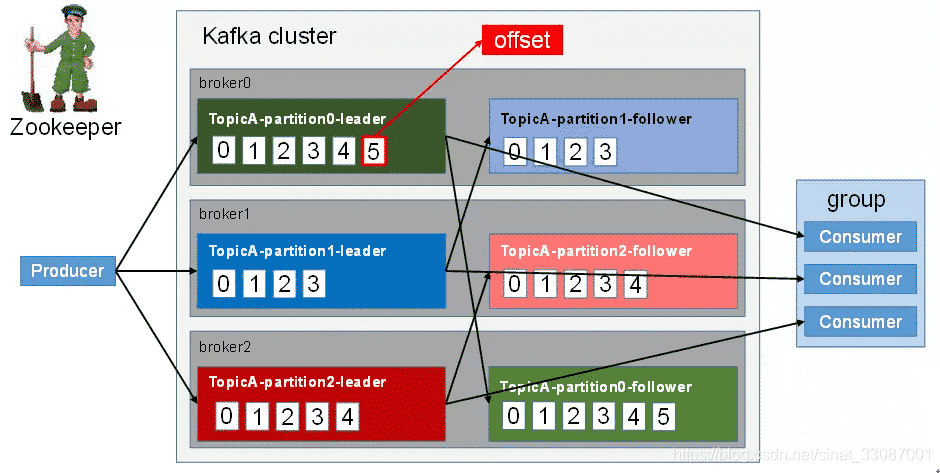 Kafka cluster
offset
Zookeeper
broker0
TopicA-partition0-leader
0 1 2 3 4 5
TopicA-partition1-follower
0 1 2 3
broker1
TopicA-partition1-leader
0 1 2 3
TopicA-partition2-follower
0 1 2 3 4
broker2
TopicA-partition2-leader
0 1 2 3 4
TopicA-partition0-follower
0 1 2 3 4 5
Producer
group
Consumer
Consumer
Consumer
https://blog.csdn.net/sinat_33087001